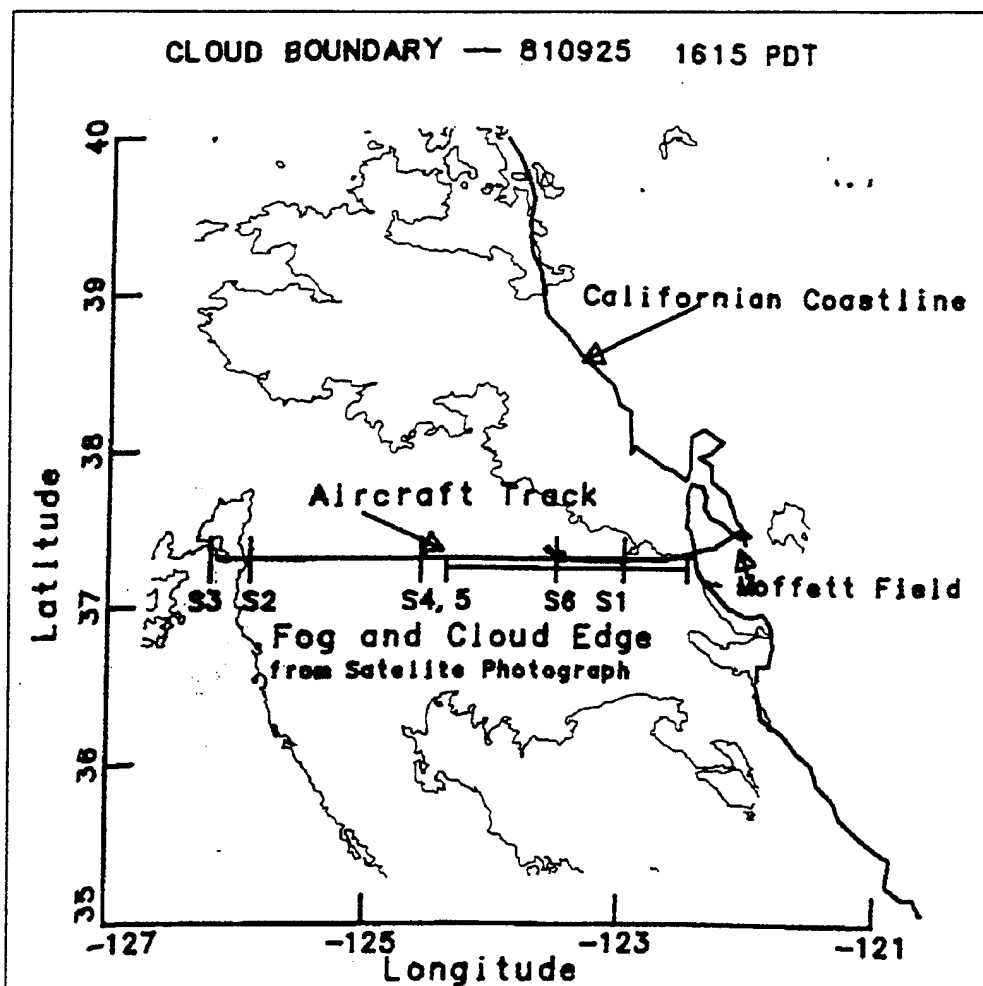 CLOUD BOUNDARY — 810925 1615 PDT
40
39
Californian Coastline
38
Aircraft Track
Latitude
37
S3 S2 S4, 5 S6 S1
Moffett Field
Fog and Cloud Edge
from Satelite Photograph
36
35
-127 -125 -123 -121
Longitude